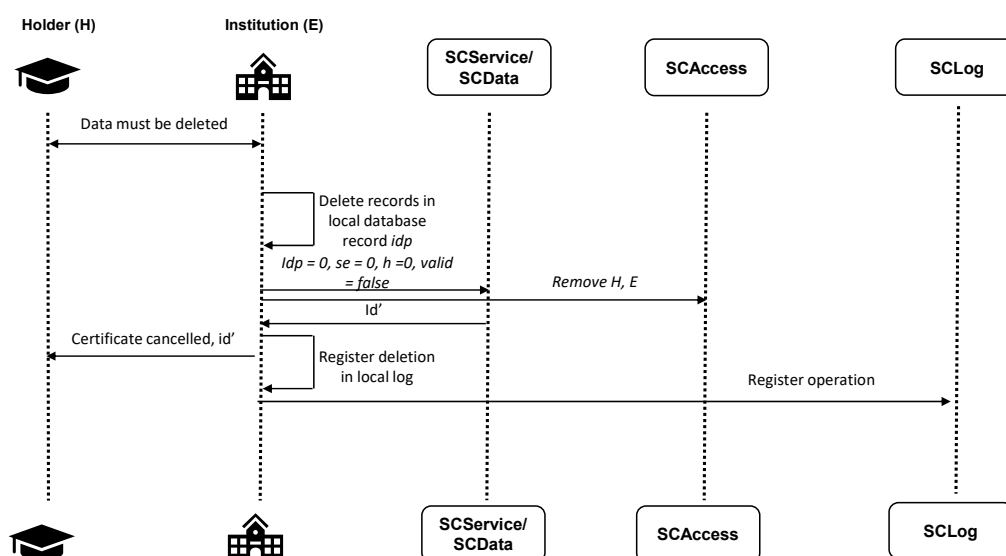 Holder (H)
Institution (E)
SCService/
SCData
SCAccess
SCLog
Data must be deleted
Delete records in
local database
record idp
Idp = 0, se = 0, h =0, valid
= false
Remove H, E
Id’
Certificate cancelled, id’
Register deletion
in local log
Register operation
SCService/
SCData
SCAccess
SCLog